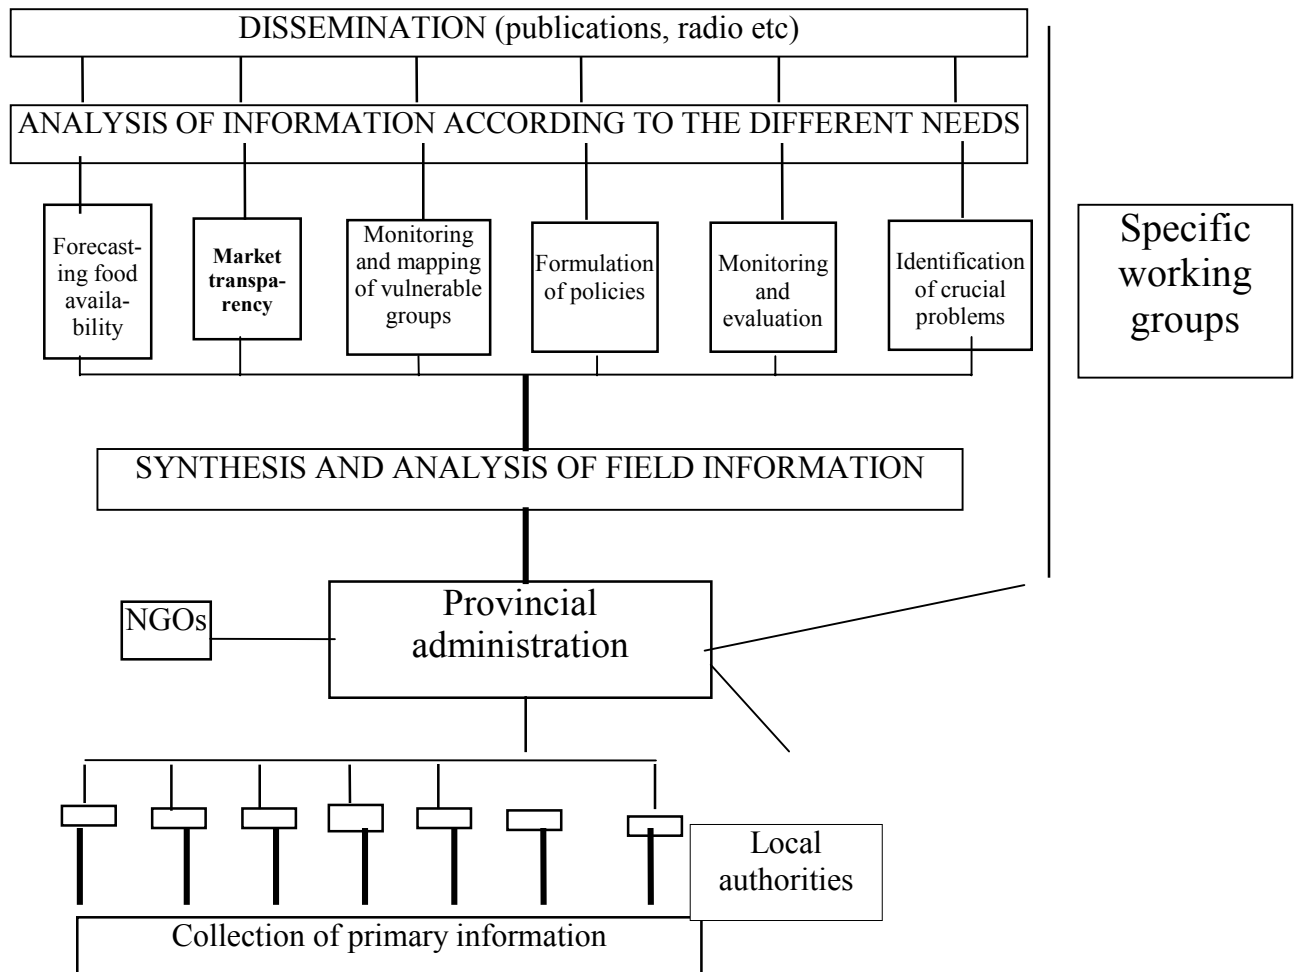 DISSEMINATION (publications, radio etc)
ANALYSIS OF INFORMATION ACCORDING TO THE DIFFERENT NEEDS
Forecast-
ing food
availa-
bility
Market
transpa-
rency
Monitoring
and mapping
of vulnerable
groups
Formulation
of policies
Monitoring
and
evaluation
Identification
of crucial
problems
Specific
working
groups
SYNTHESIS AND ANALYSIS OF FIELD INFORMATION
NGOs
Provincial
administration
Local
authorities
Collection of primary information